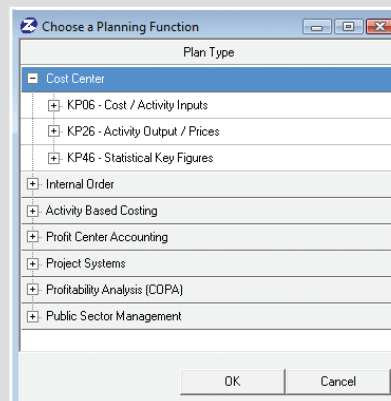 Choose a Planning Function
Plan Type
Cost Center
KP06 - Cost / Activity Inputs
KP26 - Activity Output / Prices
KP46 - Statistical Key Figures
Internal Order
Activity Based Costing
Profit Center Accounting
Project Systems
Profitability Analysis (COPA)
Public Sector Management
OK Cancel